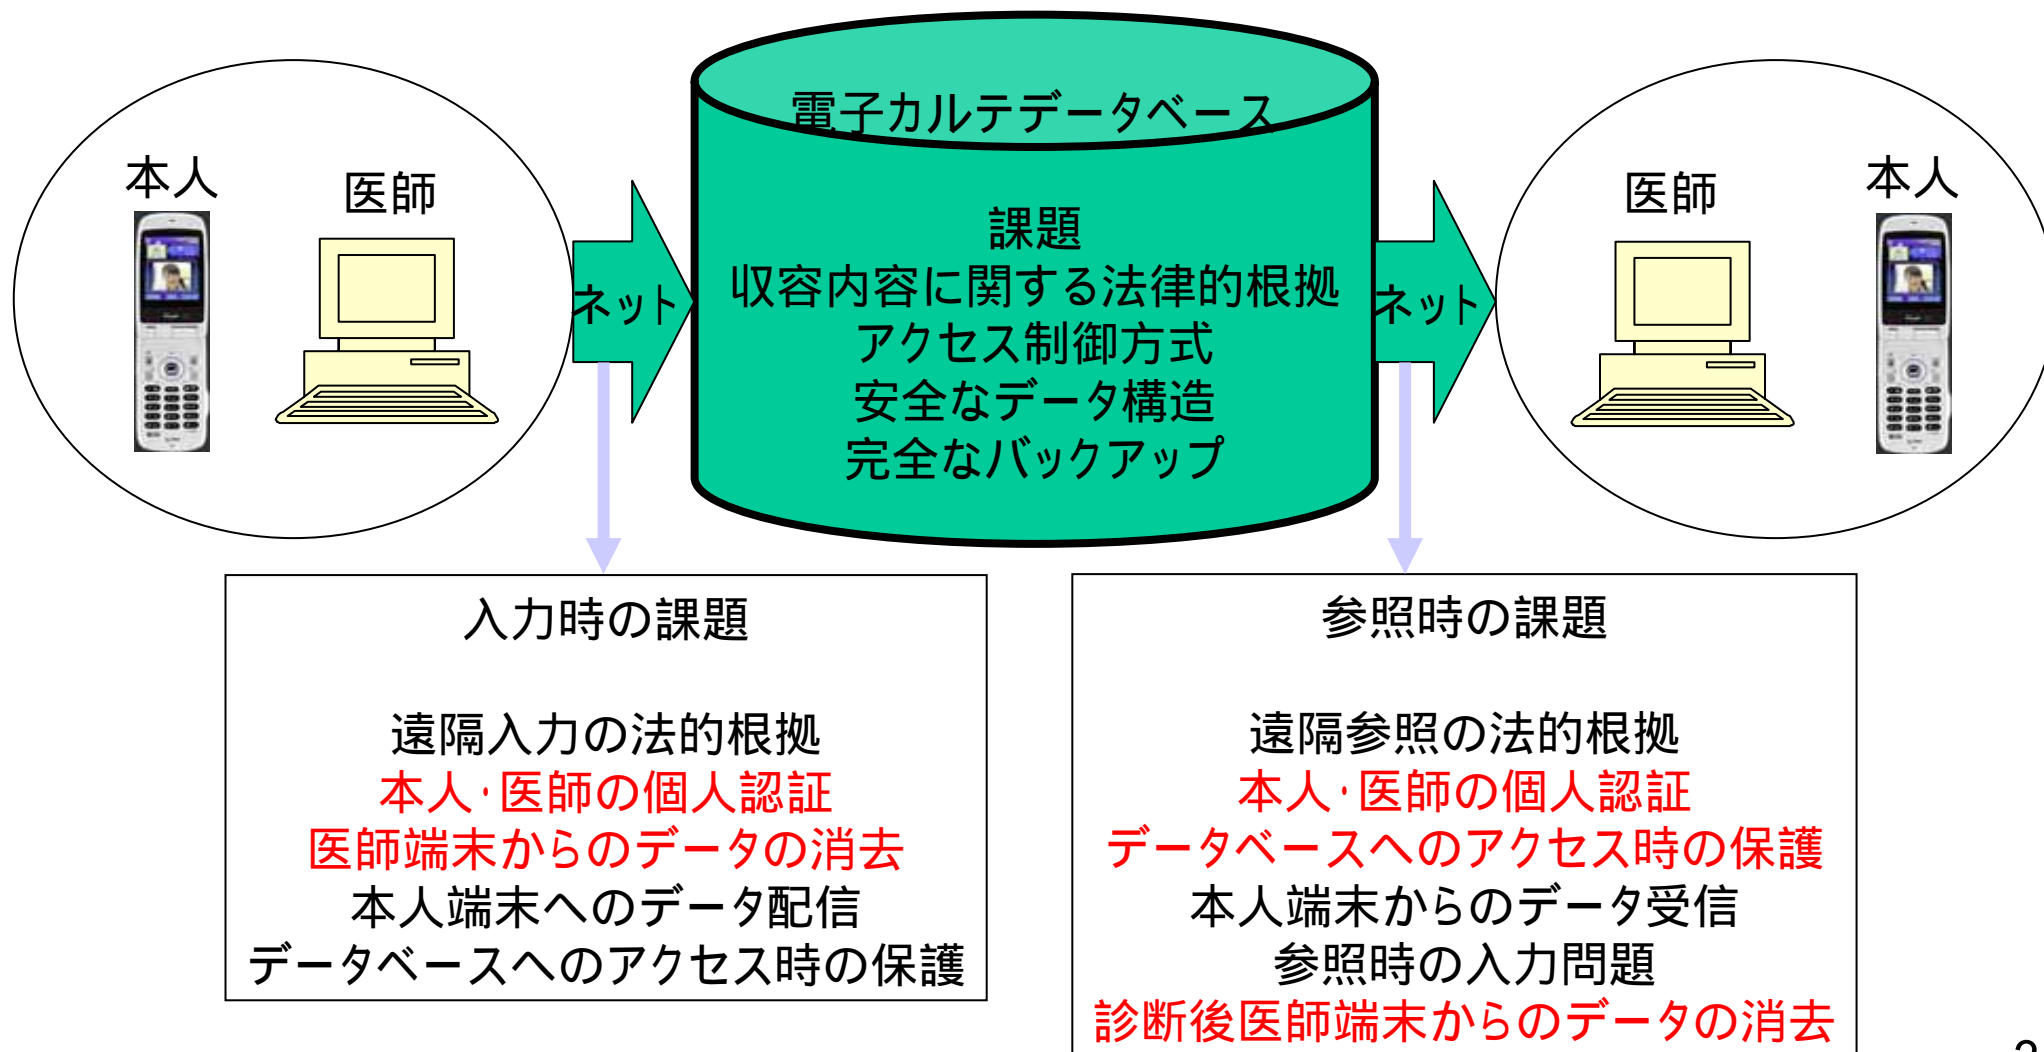 電子カルテデータベース
本人
医師
医師
本人
ネット
ネット
課題
収容内容に関する法律的根拠
アクセス制御方式
安全なデータ構造
完全なバックアップ
入力時の課題
遠隔入力の法的根拠
本人・医師の個人認証
医師端末からのデータの消去
本人端末へのデータ配信
データベースへのアクセス時の保護
参照時の課題
遠隔参照の法的根拠
本人・医師の個人認証
データベースへのアクセス時の保護
本人端末からのデータ受信
参照時の入力問題
診断後医師端末からのデータの消去